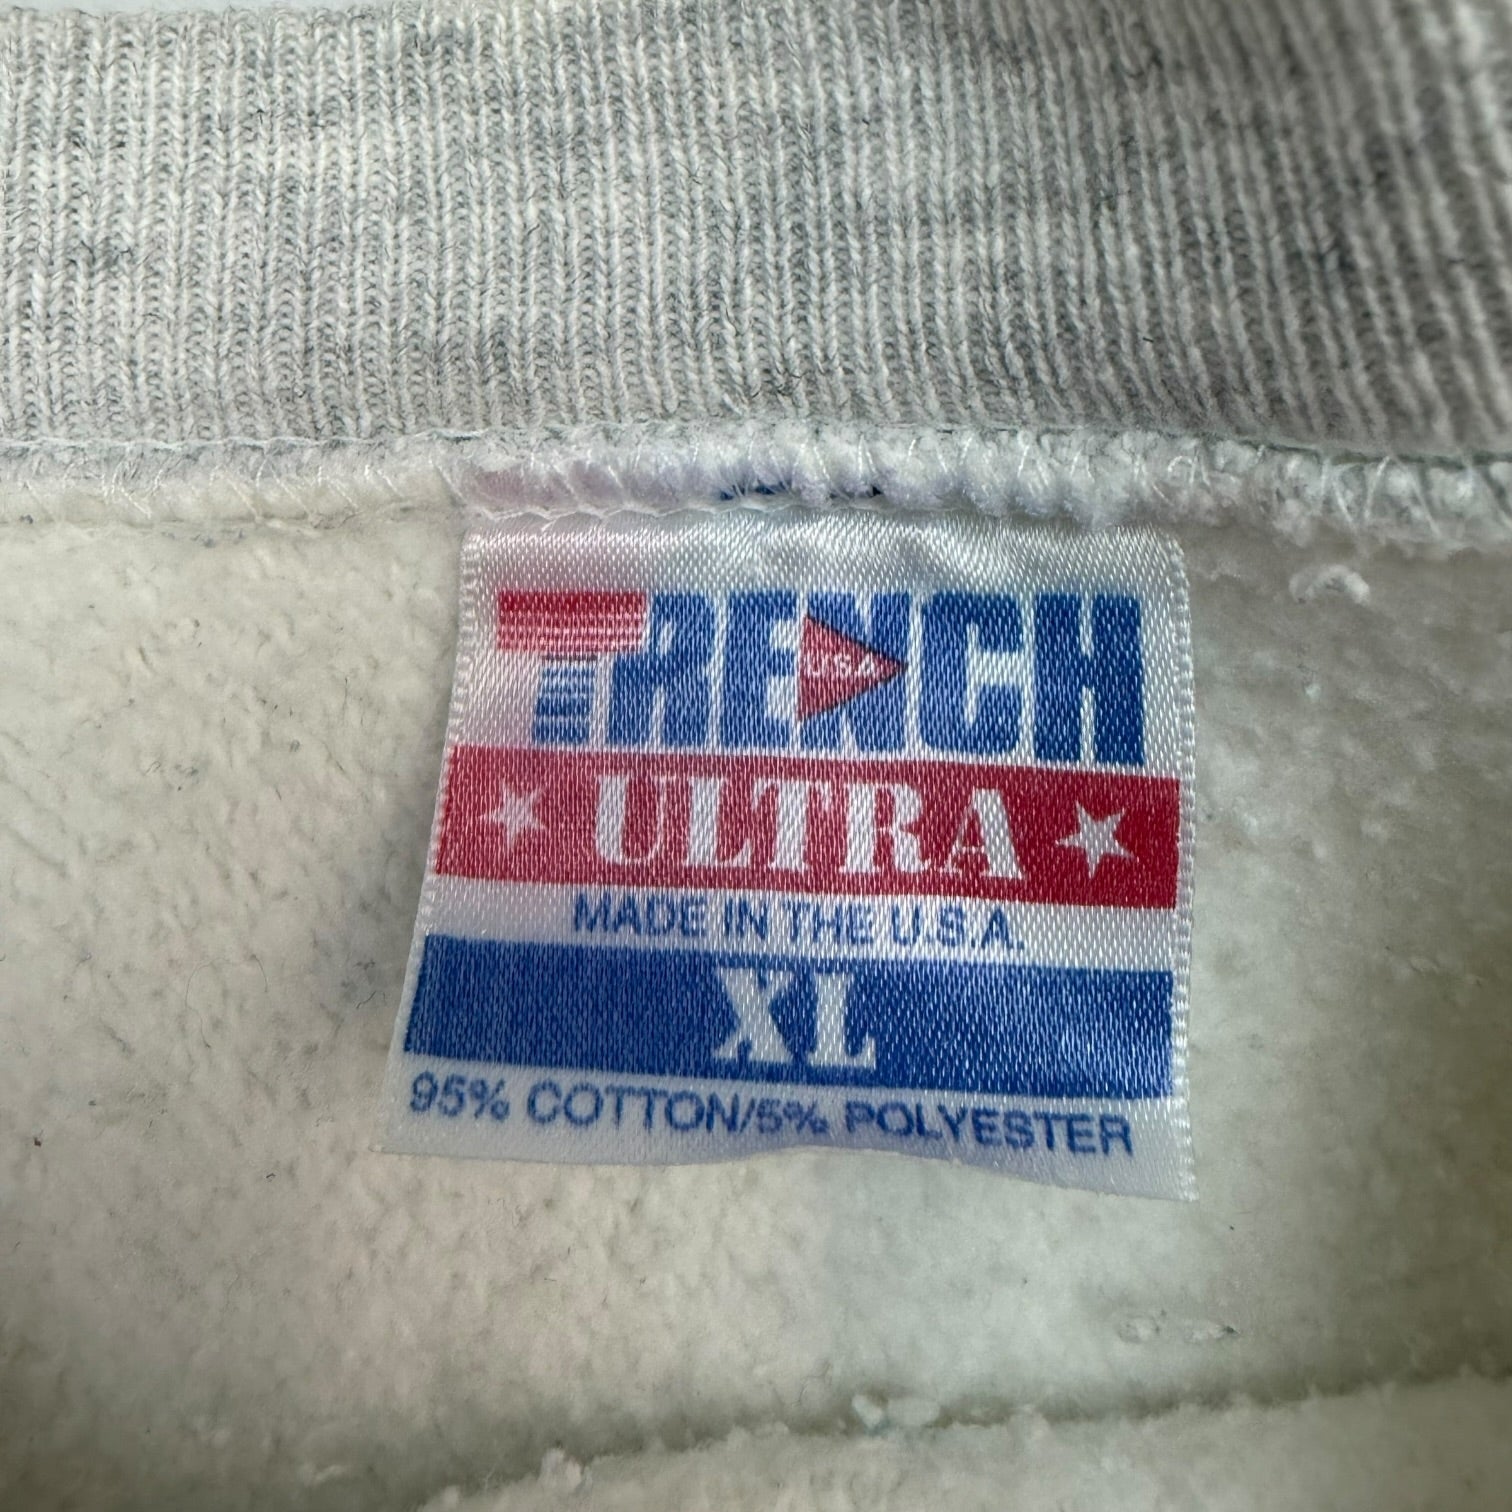 TRENCH
USA
ULTRA
MADE IN THE U.S.A.
XL
95% COTTON/5% POLYESTER